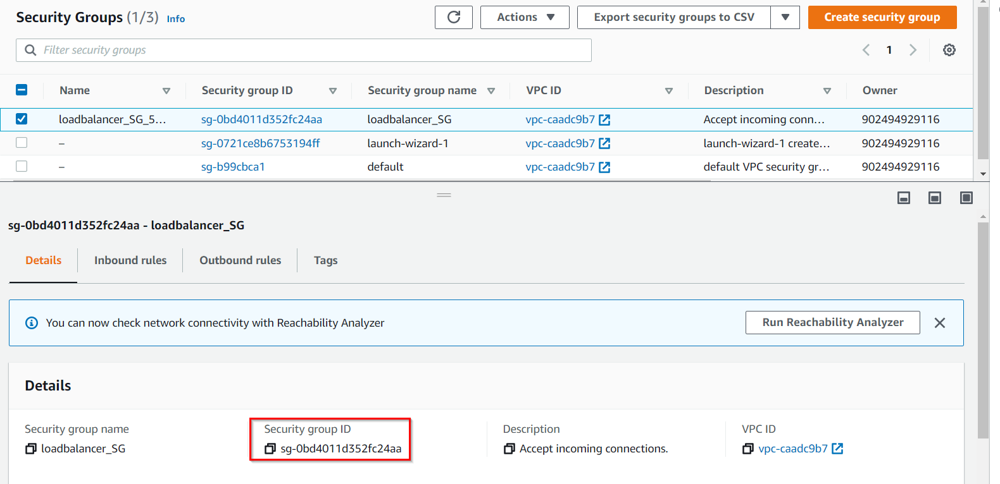 Security Groups (1/3) Info
Actions
Export security groups to CSV
Create security group
Filter security groups
1
Name Security group ID Security group name VPC ID Description Owner
loadbalancer_SG_5... sg-0bd4011d352fc24aa loadbalancer_SG vpc-caadc9b7 Accept incoming conn... 902494929116
– sg-0721ce8b6753194ff launch-wizard-1 vpc-caadc9b7 launch-wizard-1 create... 902494929116
– sg-b99cbca1 default vpc-caadc9b7 default VPC security gr... 902494929116
sg-0bd4011d352fc24aa - loadbalancer_SG
Details Inbound rules Outbound rules Tags
You can now check network connectivity with Reachability Analyzer
Run Reachability Analyzer
Details
Security group name Security group ID Description VPC ID
loadbalancer_SG sg-0bd4011d352fc24aa Accept incoming connections. vpc-caadc9b7